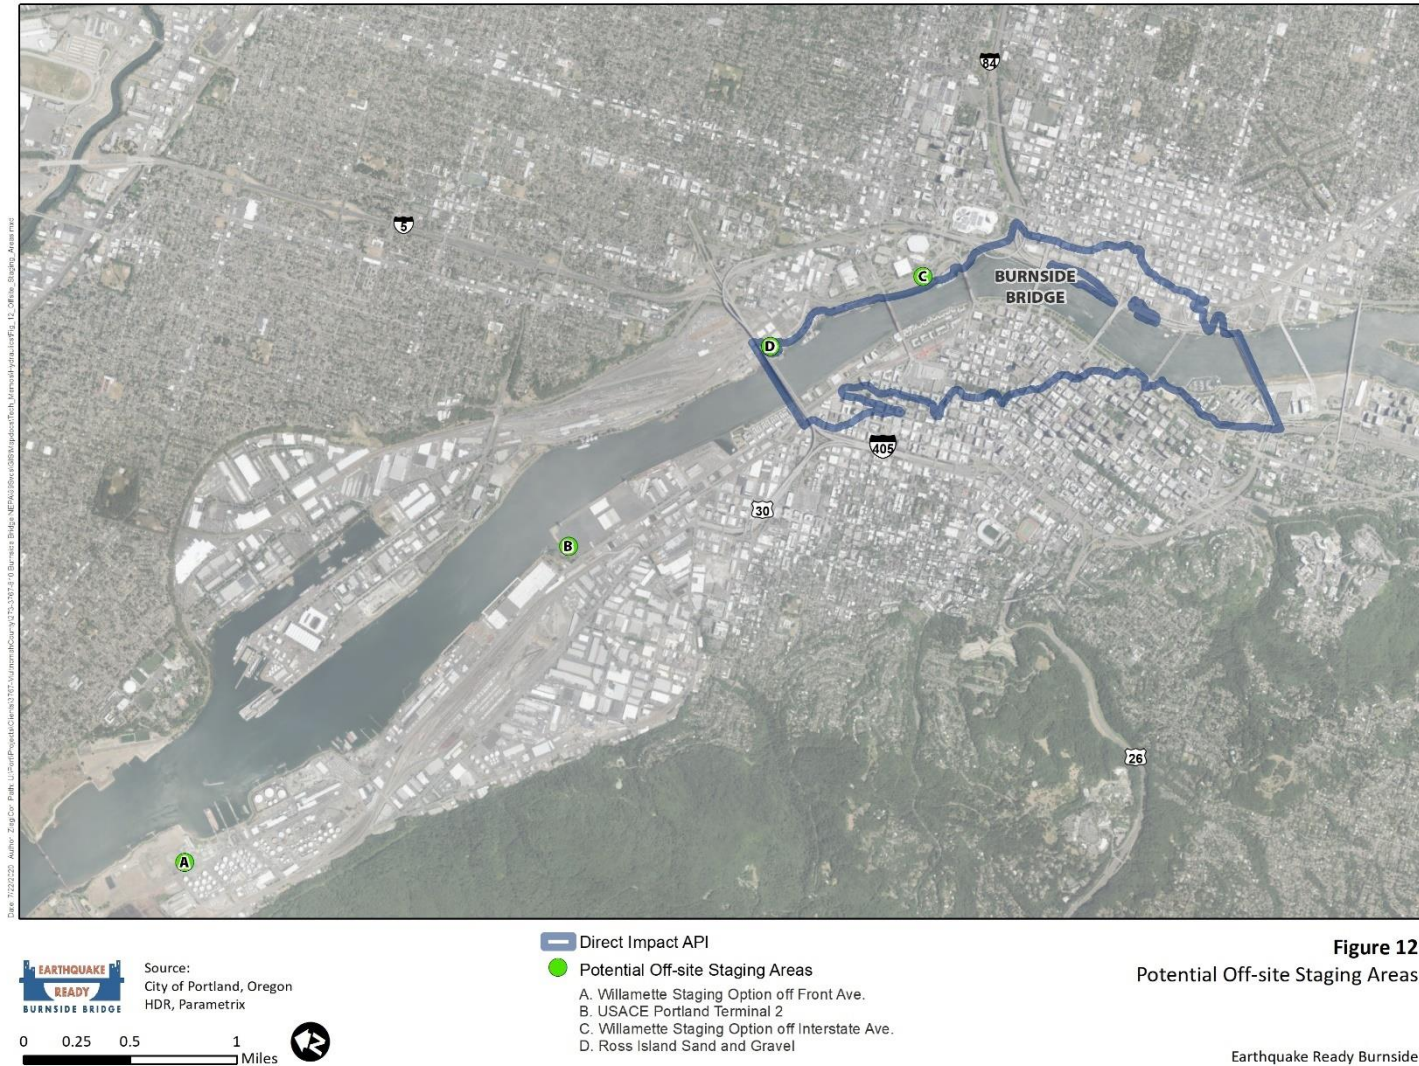 84
5
C
BURNSIDE
BRIDGE
D
405
30
B
26
A
Direct Impact API
Potential Off-site Staging Areas
A. Willamette Staging Option off Front Ave.
B. USACE Portland Terminal 2
C. Willamette Staging Option off Interstate Ave.
D. Ross Island Sand and Gravel
Figure 12
Potential Off-site Staging Areas
EARTHQUAKE
READY
BURNSIDE BRIDGE
Source:
City of Portland, Oregon
HDR, Parametrix
0 0.25 0.5 1
Miles
Z
Earthquake Ready Burnside